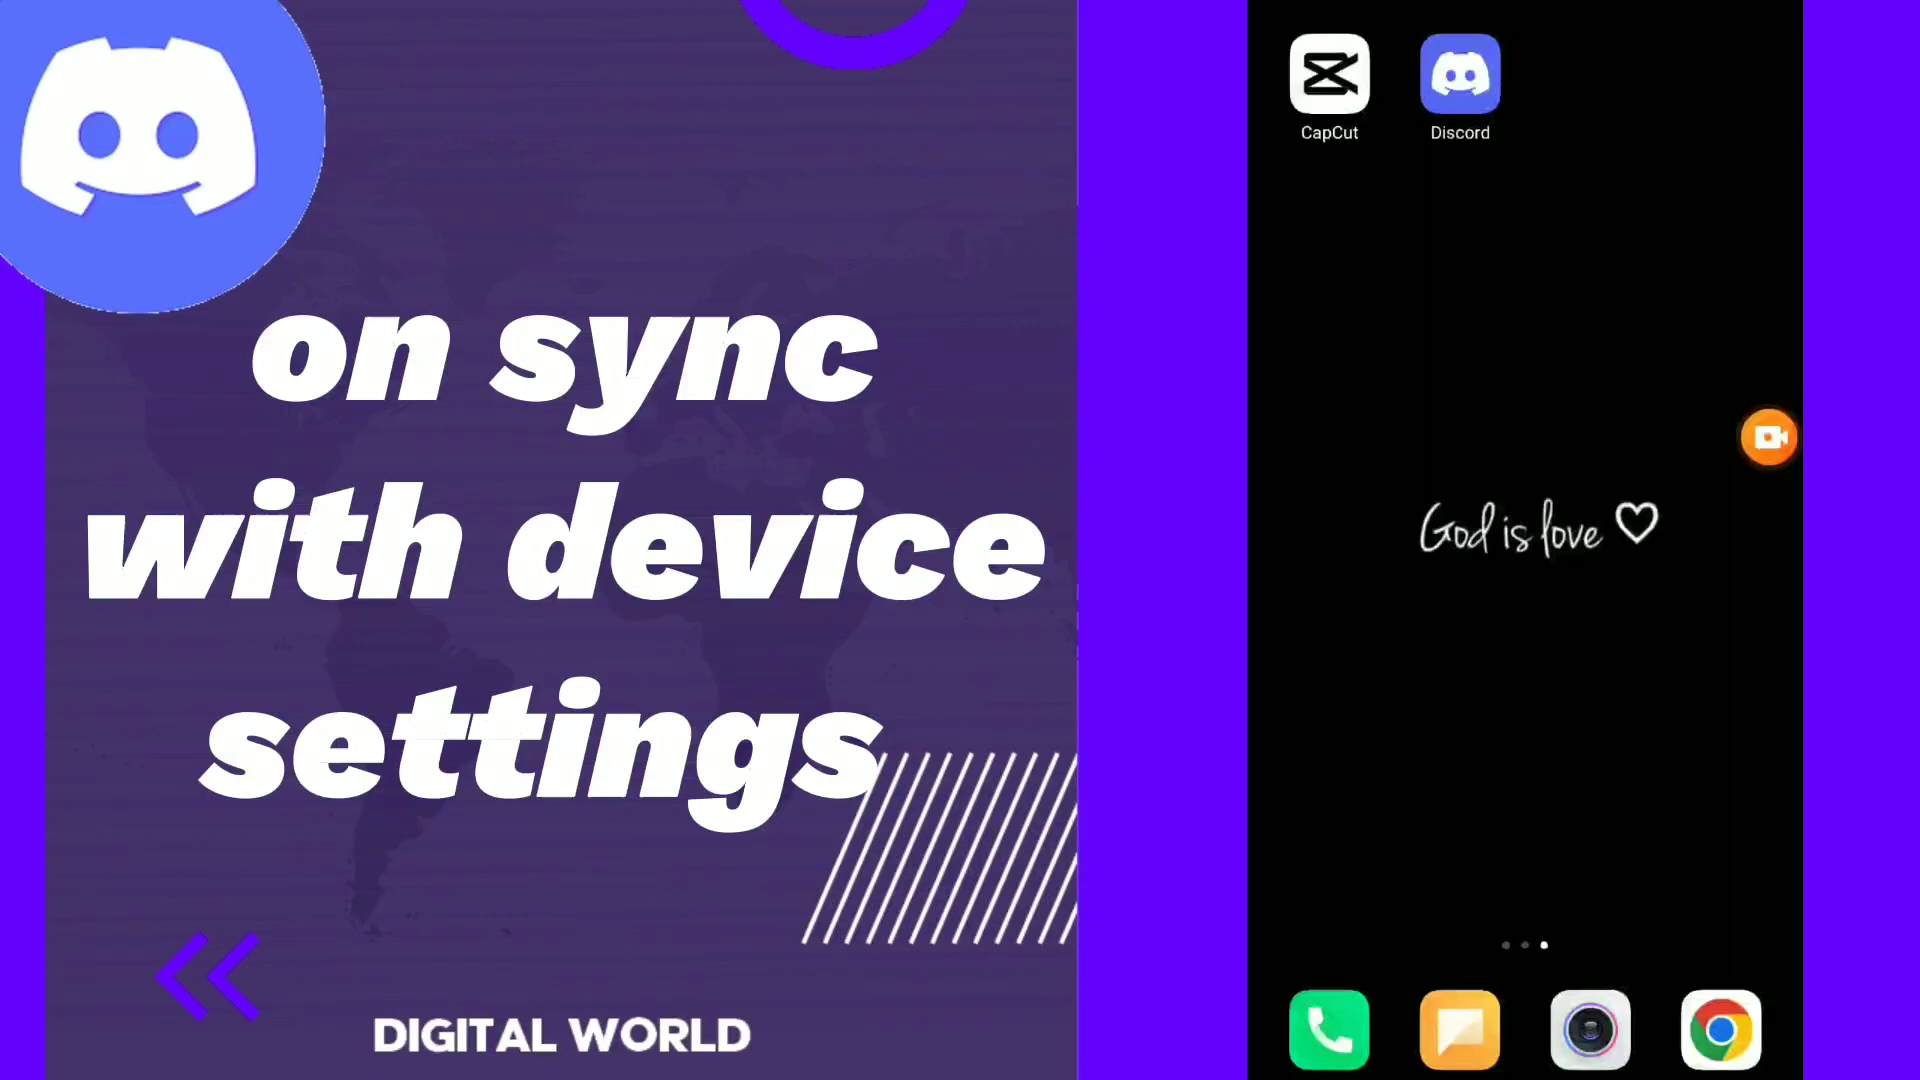 on sync
with device
settings
DIGITAL WORLD
CapCut
Discord
God is love